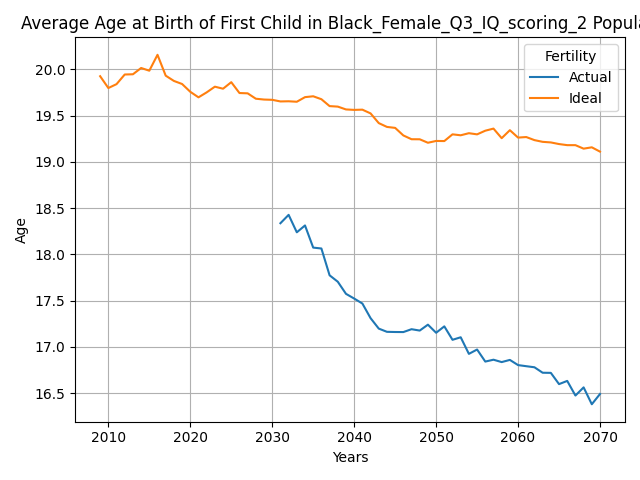 Average Age at Birth of First Child in Black_Female_Q3_IQ_scoring_2 Popula
Fertility
Actual
Ideal
20.0
19.5
19.0
18.5
18.0
17.5
17.0
16.5
Age
2010 2020 2030 2040 2050 2060 2070
Years